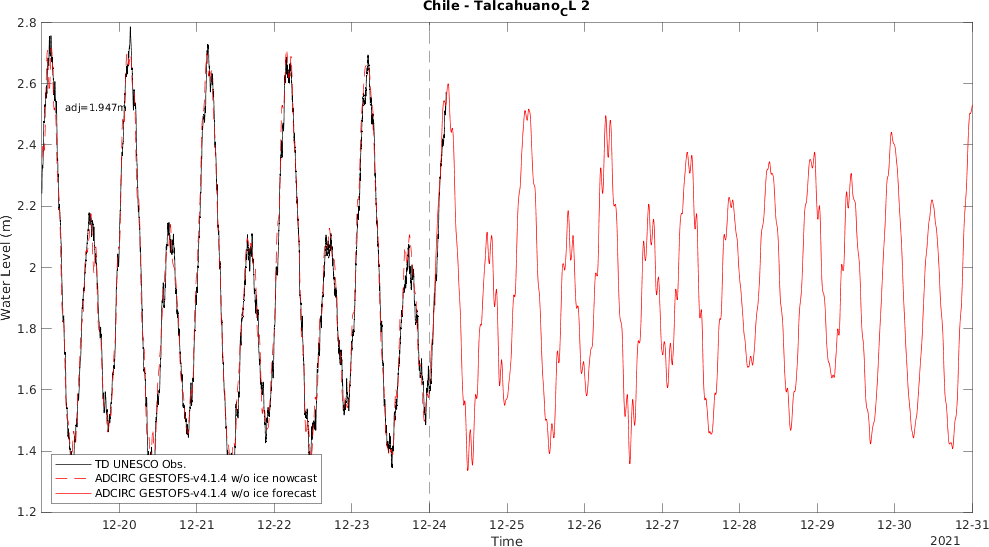 Chile - TalcahuanoCL 2
2.8
2.6
adj=1.947m
2.4
2.2
Water Level (m)
2
1.8
1.6
1.4
TD UNESCO Obs.
ADCIRC GESTOFS-v4.1.4 w/o ice nowcast
ADCIRC GESTOFS-v4.1.4 w/o ice forecast
1.2
12-20 12-21 12-22 12-23 12-24 12-25 12-26 12-27 12-28 12-29 12-30 12-31
Time
2021